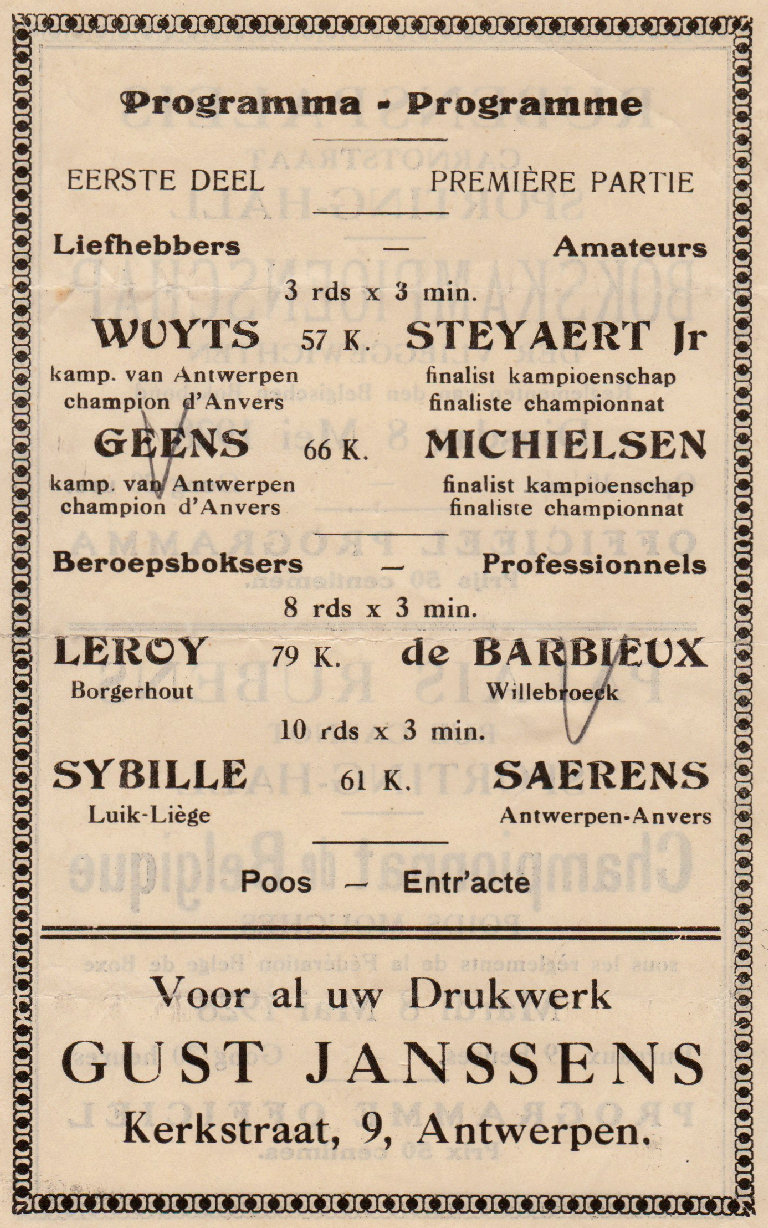 Programma - Programme
EERSTE DEEL PREMIÈRE PARTIE
Liefhebbers — Amateurs
3 rds x 3 min.
WUYTS 57 K. STEYAERT Jr
kamp. van Antwerpen finalist kampioenschap
champion d'Anvers finaliste championnat
GEENS 66 K. MICHIELSEN
kamp. van Antwerpen finalist kampioenschap
champion d'Anvers finaliste championnat
Beroepsboksers — Professionnels
8 rds x 3 min.
LEROY 79 K. de BARBIEUX
Borgerhout Willebroeck
10 rds x 3 min.
SYBILLE 61 K. SAERENS
Luik-Liège Antwerpen-Anvers
Poos — Entr'acte
Voor al uw Drukwerk
GUST JANSSENS
Kerkstraat, 9, Antwerpen.